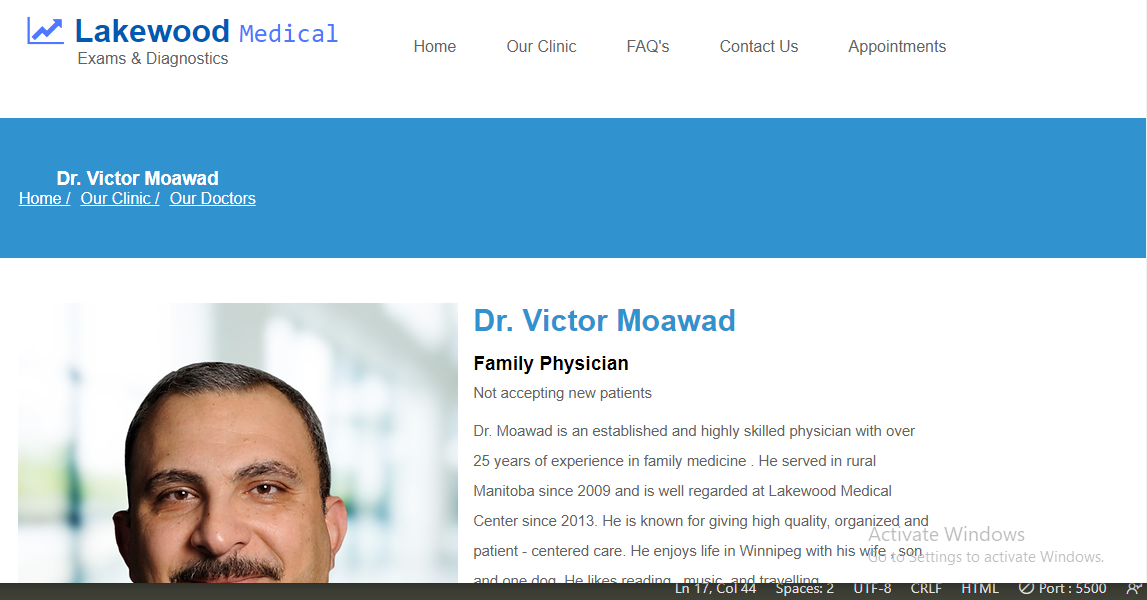 Lakewood Medical
Exams & Diagnostics
Home Our Clinic FAQ's Contact Us Appointments
Dr. Victor Moawad
Home / Our Clinic / Our Doctors
Dr. Victor Moawad
Family Physician
Not accepting new patients
Dr. Moawad is an established and highly skilled physician with over
25 years of experience in family medicine . He served in rural
Manitoba since 2009 and is well regarded at Lakewood Medical
Center since 2013. He is known for giving high quality, organized and
patient - centered care. He enjoys life in Winnipeg with his wife , son
and one dog. He likes reading , music, and travelling
Activate Windows
Go to Settings to activate Windows.
Ln 17, Col 44 Spaces: 2 UTF-8 CRLF HTML Port : 5500